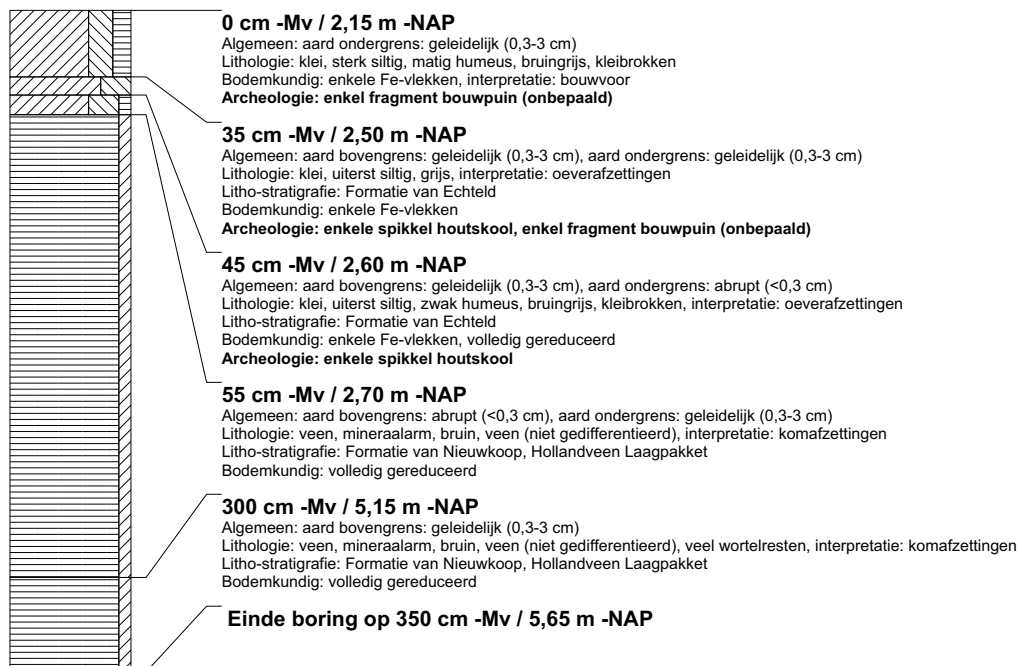 0 cm -Mv / 2,15 m -NAP
Algemeen: aard ondergrens: geleidelijk (0,3-3 cm)
Lithologie: klei, sterk siltig, matig humeus, bruingrijs, kleibrokken
Bodemkundig: enkele Fe-vlekken, interpretatie: bouwvoor
Archeologie: enkel fragment bouwpuin (onbepaald)
35 cm -Mv / 2,50 m -NAP
Algemeen: aard bovengrens: geleidelijk (0,3-3 cm), aard ondergrens: geleidelijk (0,3-3 cm)
Lithologie: klei, uiterst siltig, grijs, interpretatie: oeverafzettingen
Litho-stratigrafie: Formatie van Echteld
Bodemkundig: enkele Fe-vlekken
Archeologie: enkele spikkel houtskool, enkel fragment bouwpuin (onbepaald)
45 cm -Mv / 2,60 m -NAP
Algemeen: aard bovengrens: geleidelijk (0,3-3 cm), aard ondergrens: abrupt (<0,3 cm)
Lithologie: klei, uiterst siltig, zwak humeus, bruingrijs, kleibrokken, interpretatie: oeverafzettingen
Litho-stratigrafie: Formatie van Echteld
Bodemkundig: enkele Fe-vlekken, volledig gereduceerd
Archeologie: enkele spikkel houtskool
55 cm -Mv / 2,70 m -NAP
Algemeen: aard bovengrens: abrupt (<0,3 cm), aard ondergrens: geleidelijk (0,3-3 cm)
Lithologie: veen, mineraalarm, bruin, veen (niet gedifferentieerd), interpretatie: komafzettingen
Litho-stratigrafie: Formatie van Nieuwkoop, Hollandveen Laagpakket
Bodemkundig: volledig gereduceerd
300 cm -Mv / 5,15 m -NAP
Algemeen: aard bovengrens: geleidelijk (0,3-3 cm)
Lithologie: veen, mineraalarm, bruin, veen (niet gedifferentieerd), veel wortelresten, interpretatie: komafzettingen
Litho-stratigrafie: Formatie van Nieuwkoop, Hollandveen Laagpakket
Bodemkundig: volledig gereduceerd
Einde boring op 350 cm -Mv / 5,65 m -NAP